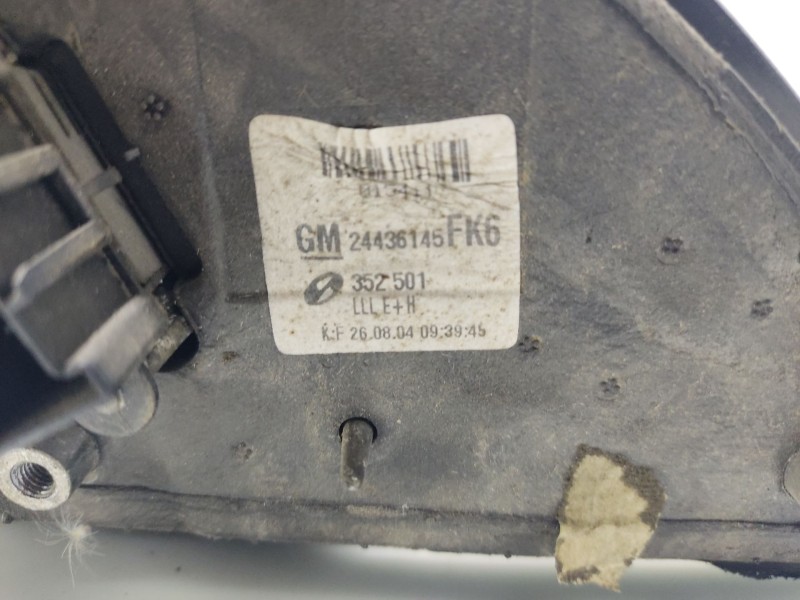 GM 24436145 FK6
352 501
LLL E+H
K:F 26.08.04 09:39:45